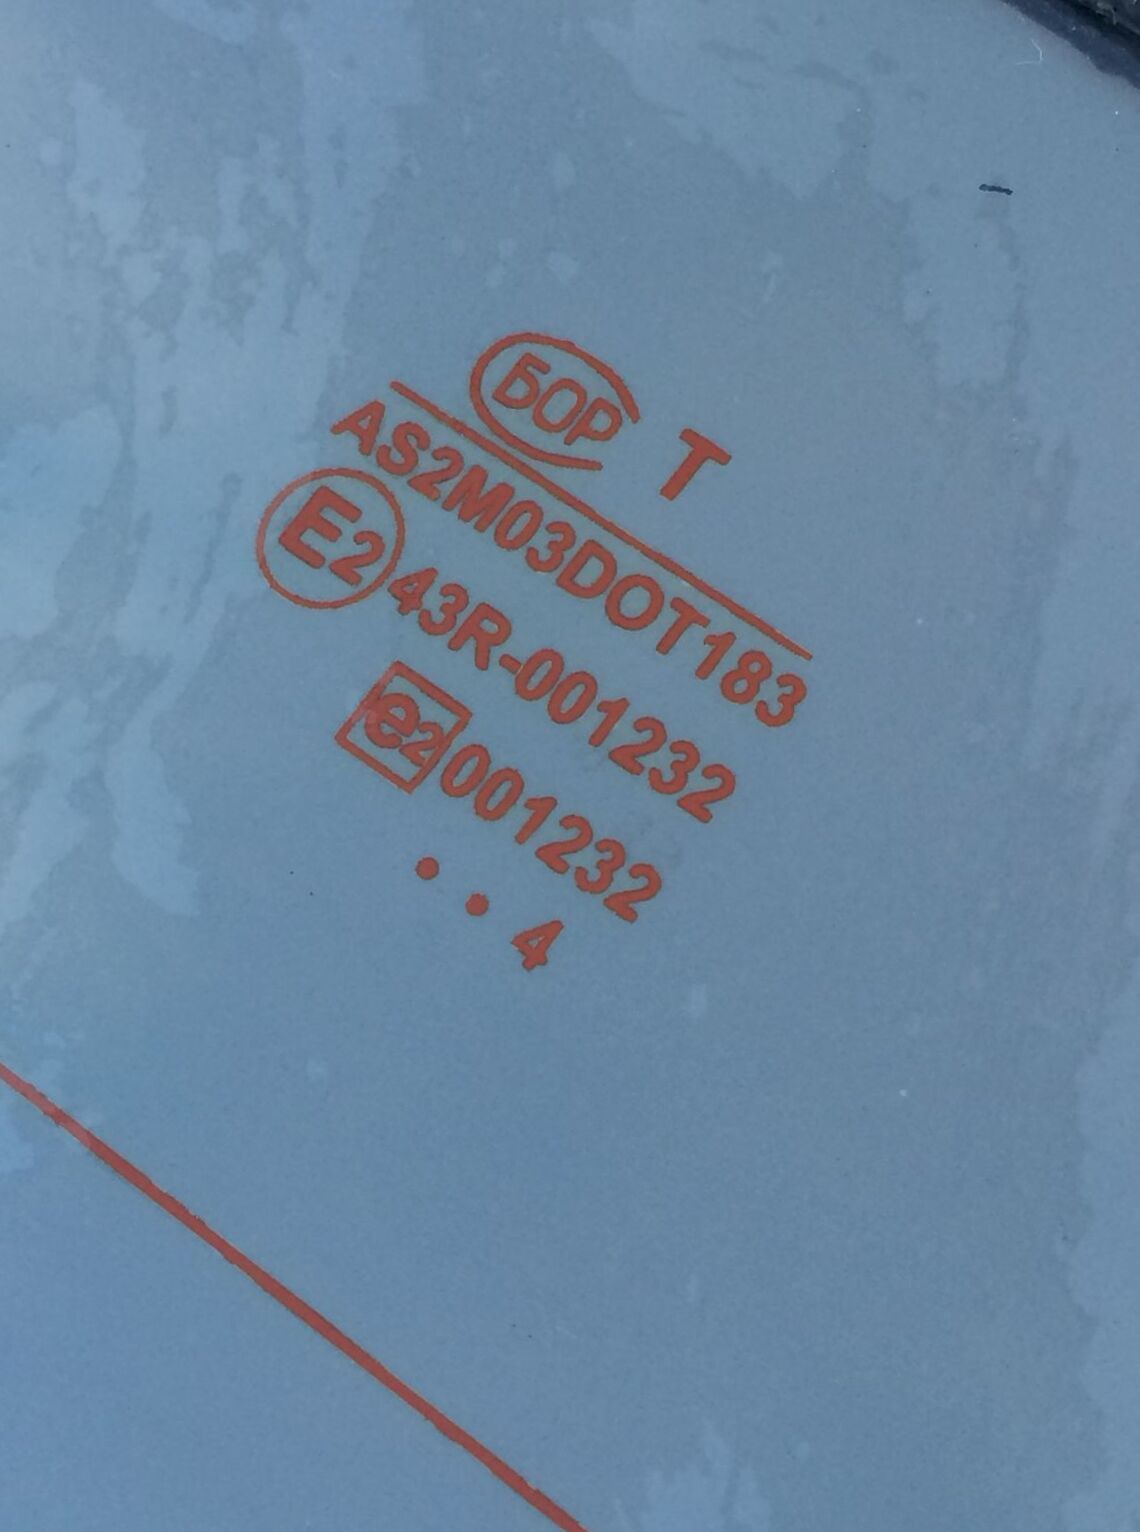 БОР T
AS2M03DOT183
E2 43R-001232
e2 001232
. . 4